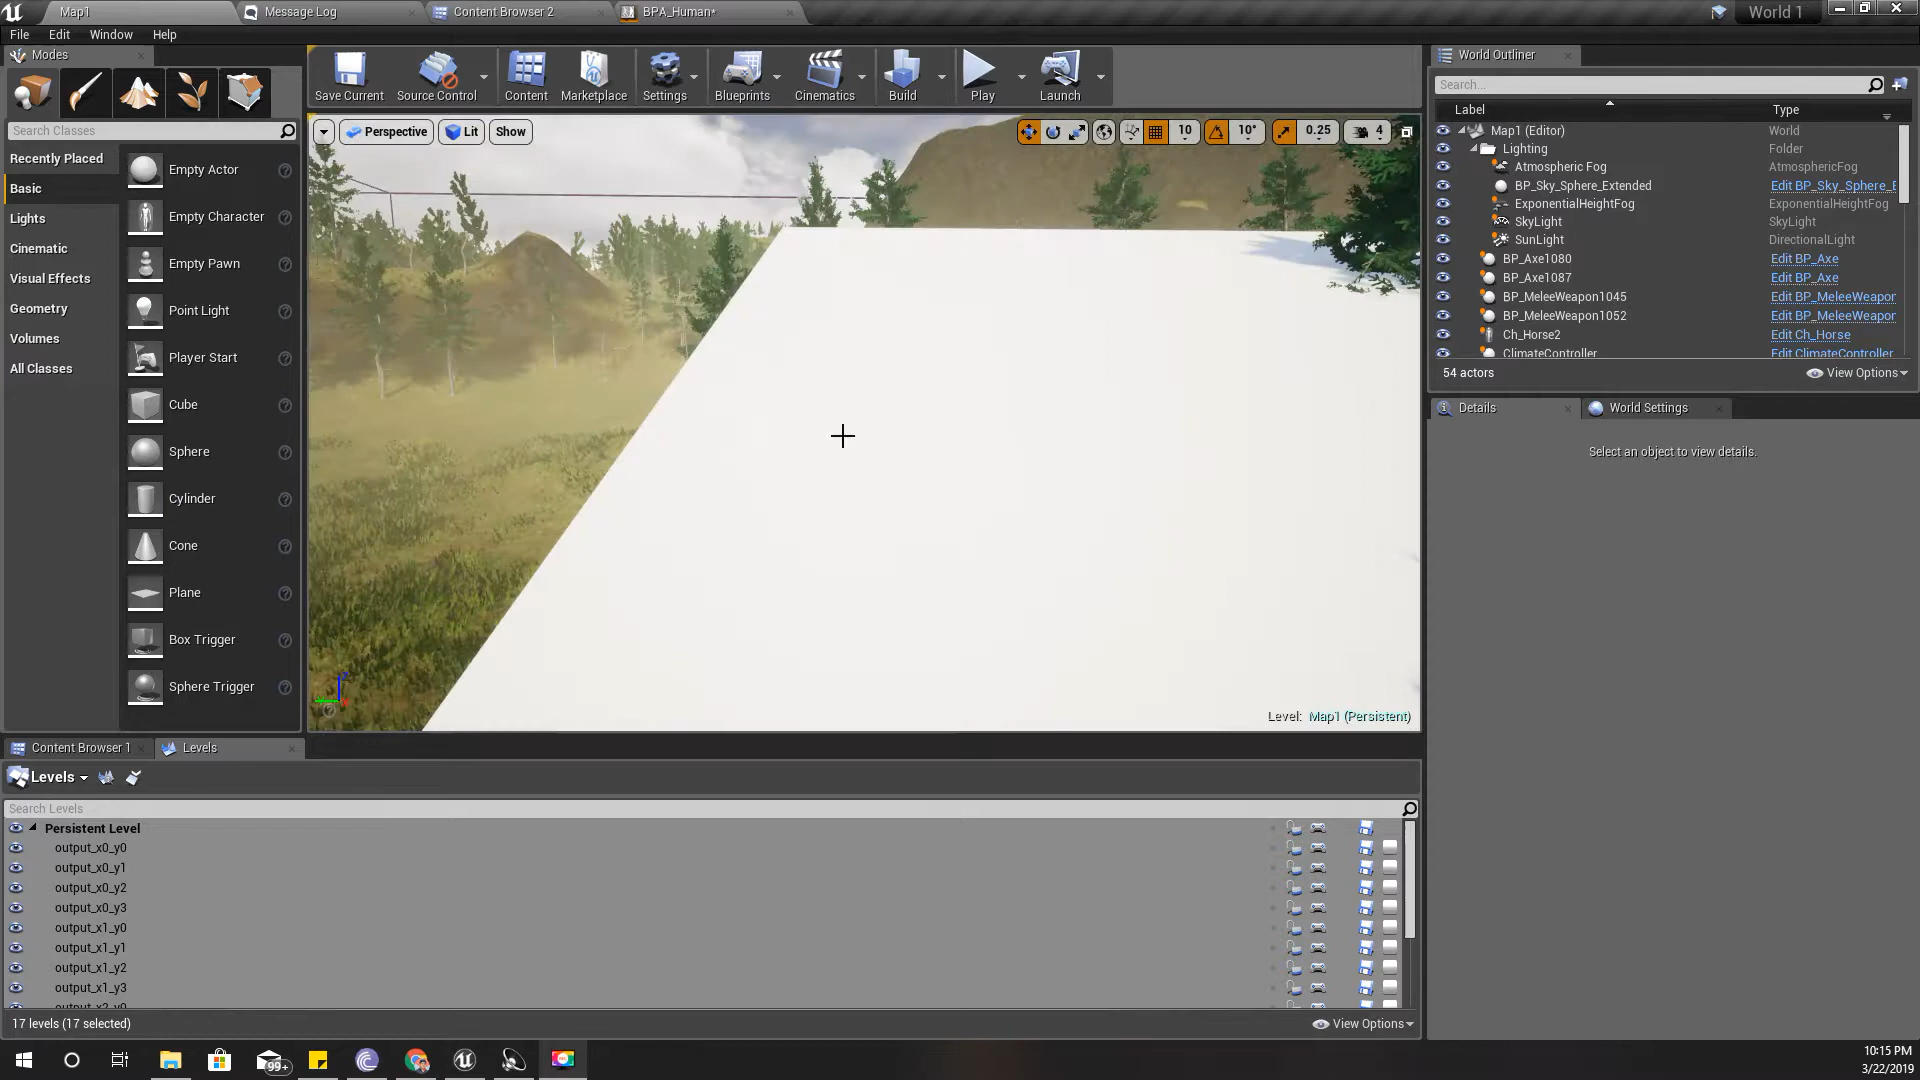 Map1
Message Log
Content Browser 2
BPA_Human*
World 1
File
Edit
Window
Help
Modes
Save Current
Source Control
Content
Marketplace
Settings
Blueprints
Cinematics
Build
Play
Launch
Search Classes
Recently Placed
Basic
Lights
Cinematic
Visual Effects
Geometry
Volumes
All Classes
Empty Actor
Empty Character
Empty Pawn
Point Light
Player Start
Cube
Sphere
Cylinder
Cone
Plane
Box Trigger
Sphere Trigger
Perspective
Lit
Show
10
10°
0.25
4
Level: Map1 (Persistent)
World Outliner
Search...
Label Type
Map1 (Editor) World
Lighting Folder
Atmospheric Fog AtmosphericFog
BP_Sky_Sphere_Extended Edit BP_Sky_Sphere_E
ExponentialHeightFog ExponentialHeightFog
SkyLight SkyLight
SunLight DirectionalLight
BP_Axe1080 Edit BP_Axe
BP_Axe1087 Edit BP_Axe
BP_MeleeWeapon1045 Edit BP_MeleeWeapon
BP_MeleeWeapon1052 Edit BP_MeleeWeapon
Ch_Horse2 Edit Ch_Horse
ClimateController Edit ClimateController
54 actors
View Options
Details
World Settings
Select an object to view details.
Content Browser 1
Levels
Levels
Search Levels
Persistent Level
output_x0_y0
output_x0_y1
output_x0_y2
output_x0_y3
output_x1_y0
output_x1_y1
output_x1_y2
output_x1_y3
output_x2_y0
17 levels (17 selected)
View Options
99+
10:15 PM
3/22/2019